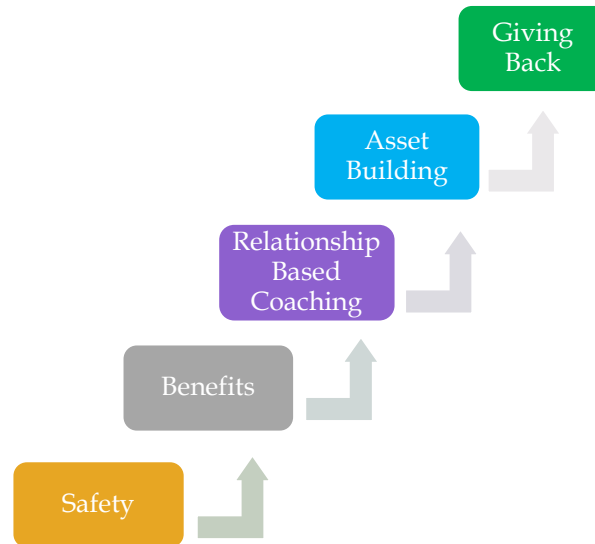 Giving
Back
Asset
Building
Relationship
Based
Coaching
Benefits
Safety